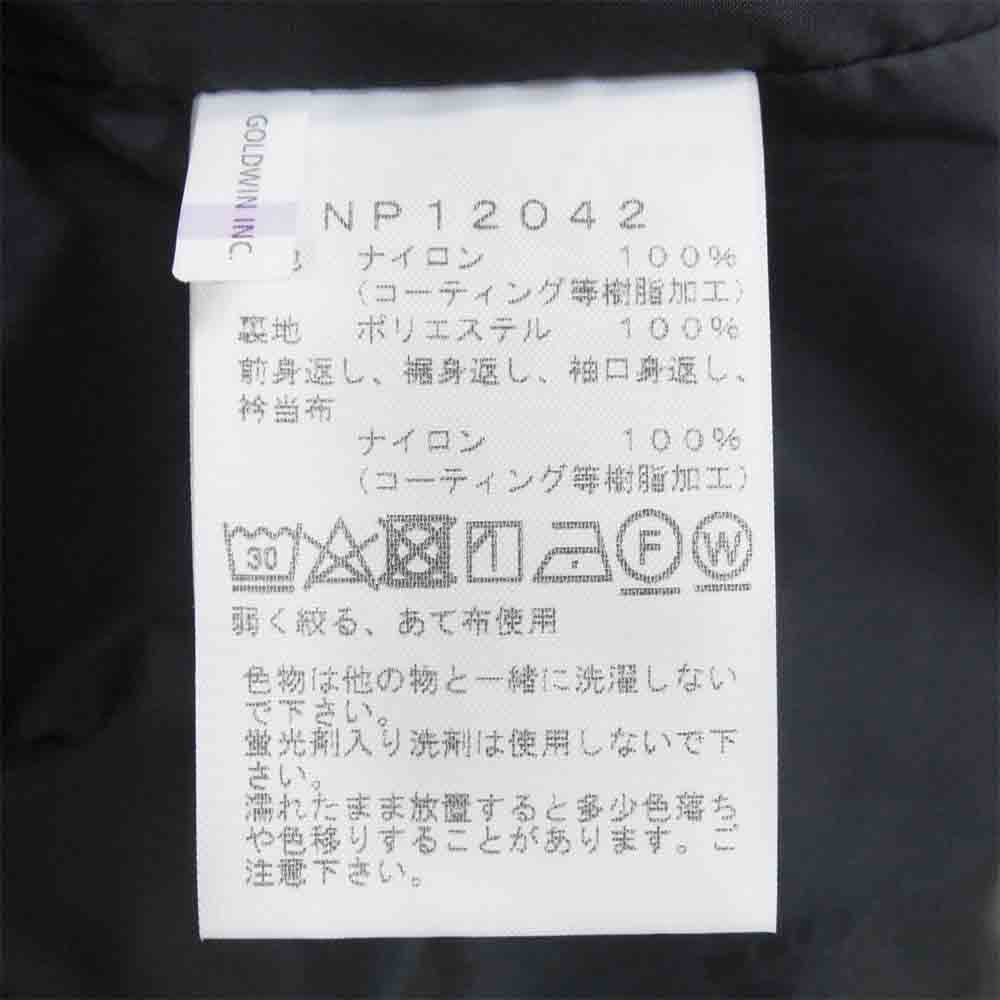 GOLDWIN INC
NP12042
地 ナイロン 100%
(コーティング等樹脂加工)
裏地 ポリエステル 100%
前身返し、裾身返し、袖口身返し、
衿当布
ナイロン 100%
(コーティング等樹脂加工)
30 F W
弱く絞る、あて布使用
色物は他の物と一緒に洗濯しない
で下さい。
蛍光剤入り洗剤は使用しないで下
さい。
濡れたまま放置すると多少色落ち
や色移りすることがあります。ご
注意下さい。